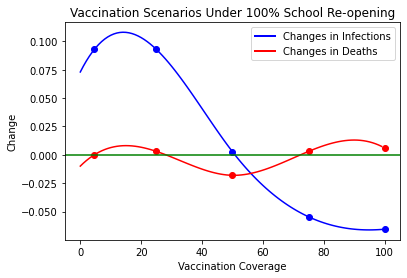 Vaccination Scenarios Under 100% School Re-opening
Changes in Infections
Changes in Deaths
0.100
0.075
0.050
0.025
0.000
−0.025
−0.050
Change
0 20 40 60 80 100
Vaccination Coverage